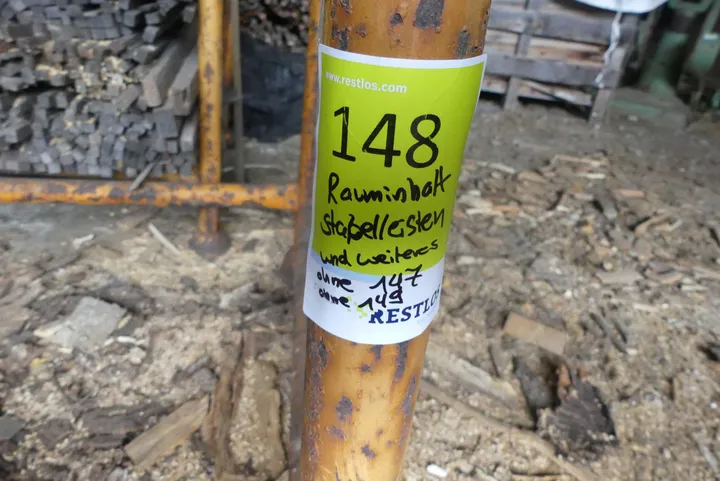 www.restlos.com
148
Rauminhalt
Stapelleisten
und weiteres
ohne 147
ohne 149
RESTLOS